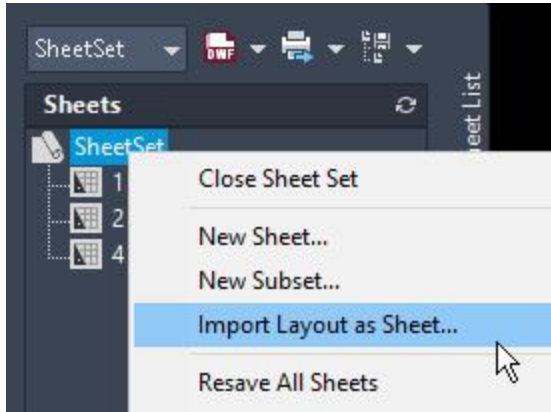 SheetSet
DWF
Sheets
SheetSet
1
2
4
Close Sheet Set
New Sheet...
New Subset...
Import Layout as Sheet...
Resave All Sheets
List